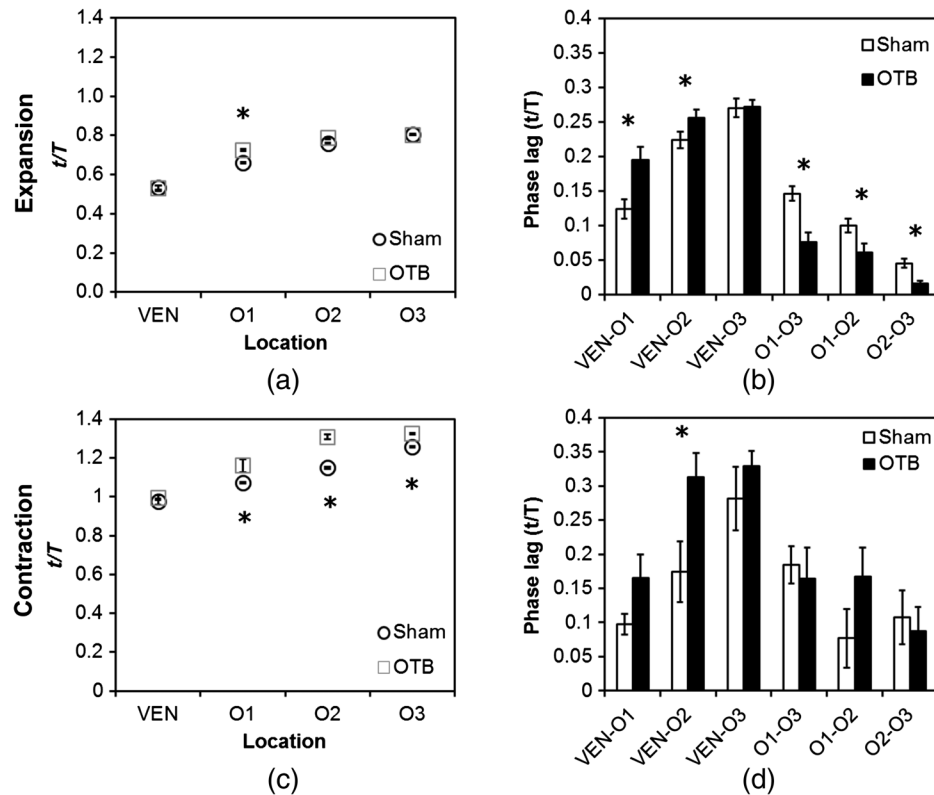 Expansion
t/T
1.4
1.2
1.0
0.8
0.6
0.4
0.2
0.0
*
Sham
OTB
VEN O1 O2 O3
Location
(a)
Phase lag (t/T)
0.4
0.35
0.3
0.25
0.2
0.15
0.1
0.05
0
* * * * *
Sham
OTB
VEN-O1 VEN-O2 VEN-O3 O1-O3 O1-O2 O2-O3
(b)
Contraction
t/T
1.4
1.2
1
0.8
0.6
0.4
0.2
0
* * *
Sham
OTB
VEN O1 O2 O3
Location
(c)
Phase lag (t/T)
0.4
0.35
0.3
0.25
0.2
0.15
0.1
0.05
0
*
Sham
OTB
VEN-O1 VEN-O2 VEN-O3 O1-O3 O1-O2 O2-O3
(d)